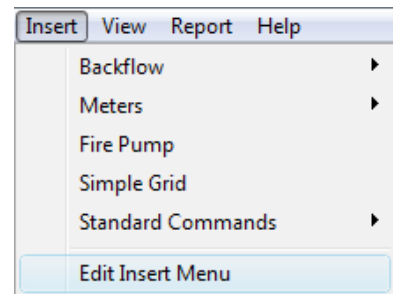 Insert View Report Help
Backflow
Meters
Fire Pump
Simple Grid
Standard Commands
Edit Insert Menu